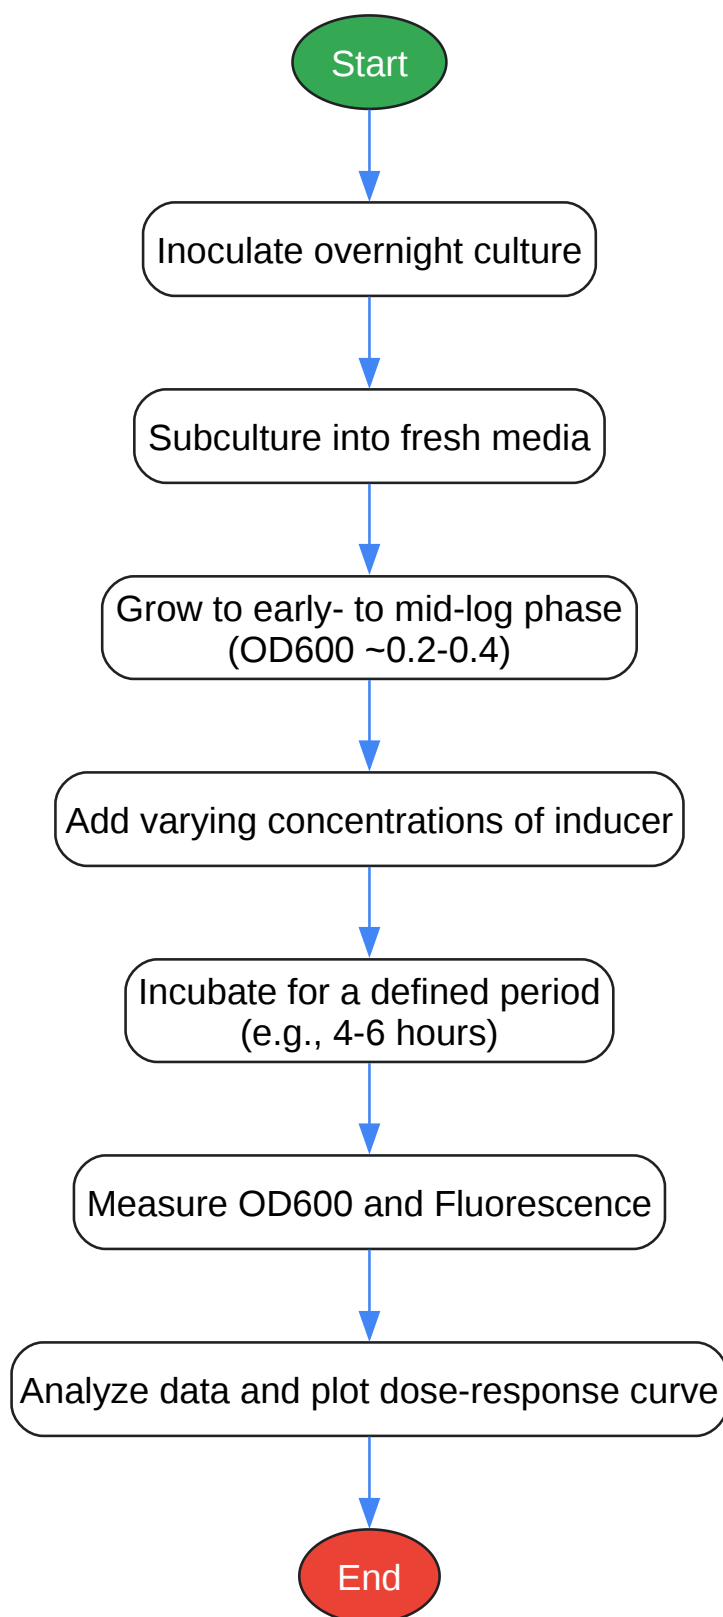 Start
Inoculate overnight culture
Subculture into fresh media
Grow to early- to mid-log phase
(OD600 ~0.2-0.4)
Add varying concentrations of inducer
Incubate for a defined period
(e.g., 4-6 hours)
Measure OD600 and Fluorescence
Analyze data and plot dose-response curve
End